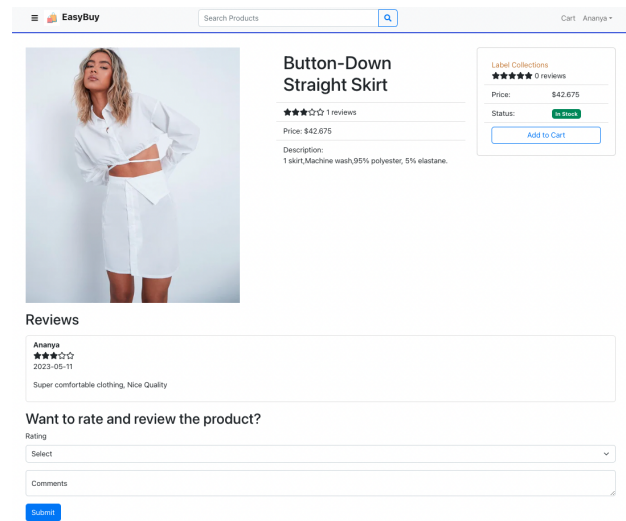 EasyBuy
Search Products
Cart Ananya
Button-Down
Straight Skirt
1 reviews
Price: $42.675
Description:
1 skirt,Machine wash,95% polyester, 5% elastane.
Label Collections
0 reviews
Price: $42.675
Status: In Stock
Add to Cart
Reviews
Ananya
2023-05-11
Super comfortable clothing, Nice Quality
Want to rate and review the product?
Rating
Select
Comments
Submit